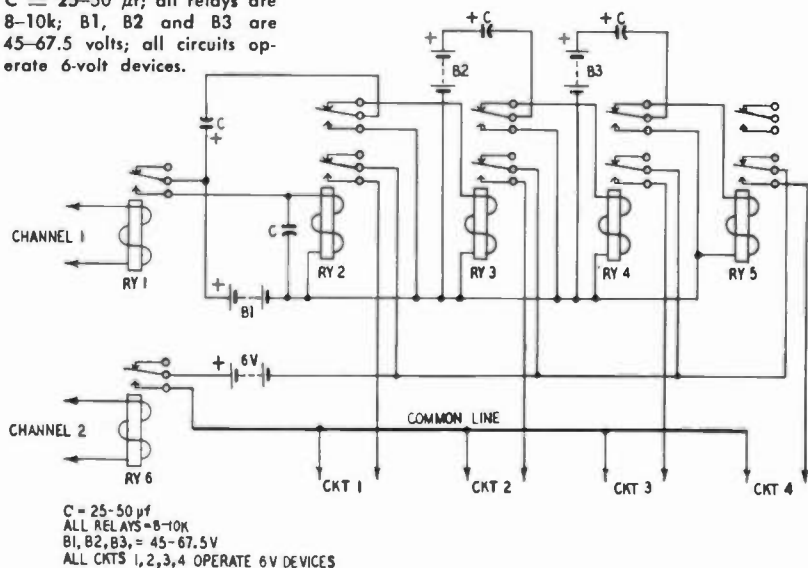 C = 25–50 µf; all relays are
8–10k; B1, B2 and B3 are
45–67.5 volts; all circuits op-
erate 6-volt devices.
+ C
+ C
+
B2
+
B3
C
+
CHANNEL 1
C
RY 1
RY 2
RY 3
RY 4
RY 5
+
B1
+ 6V
COMMON LINE
CHANNEL 2
RY 6
CKT 1
CKT 2
CKT 3
CKT 4
C = 25-50 µf
ALL RELAYS=8-10K
B1, B2, B3, = 45-67.5V
ALL CKTS 1, 2, 3, 4 OPERATE 6V DEVICES